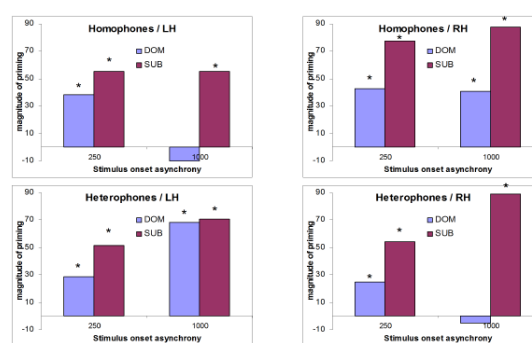 Homophones / LH
DOM
SUB
magnitude of priming
90
70
50
30
10
-10
* * *
250 1000
Stimulus onset asynchrony
Homophones / RH
DOM
SUB
magnitude of priming
90
70
50
30
10
-10
* * * *
250 1000
Stimulus onset asynchrony
Heterophones / LH
DOM
SUB
magnitude of priming
90
70
50
30
10
-10
* * * *
250 1000
Stimulus onset asynchrony
Heterophones / RH
DOM
SUB
magnitude of priming
90
70
50
30
10
-10
* * *
250 1000
Stimulus onset asynchrony